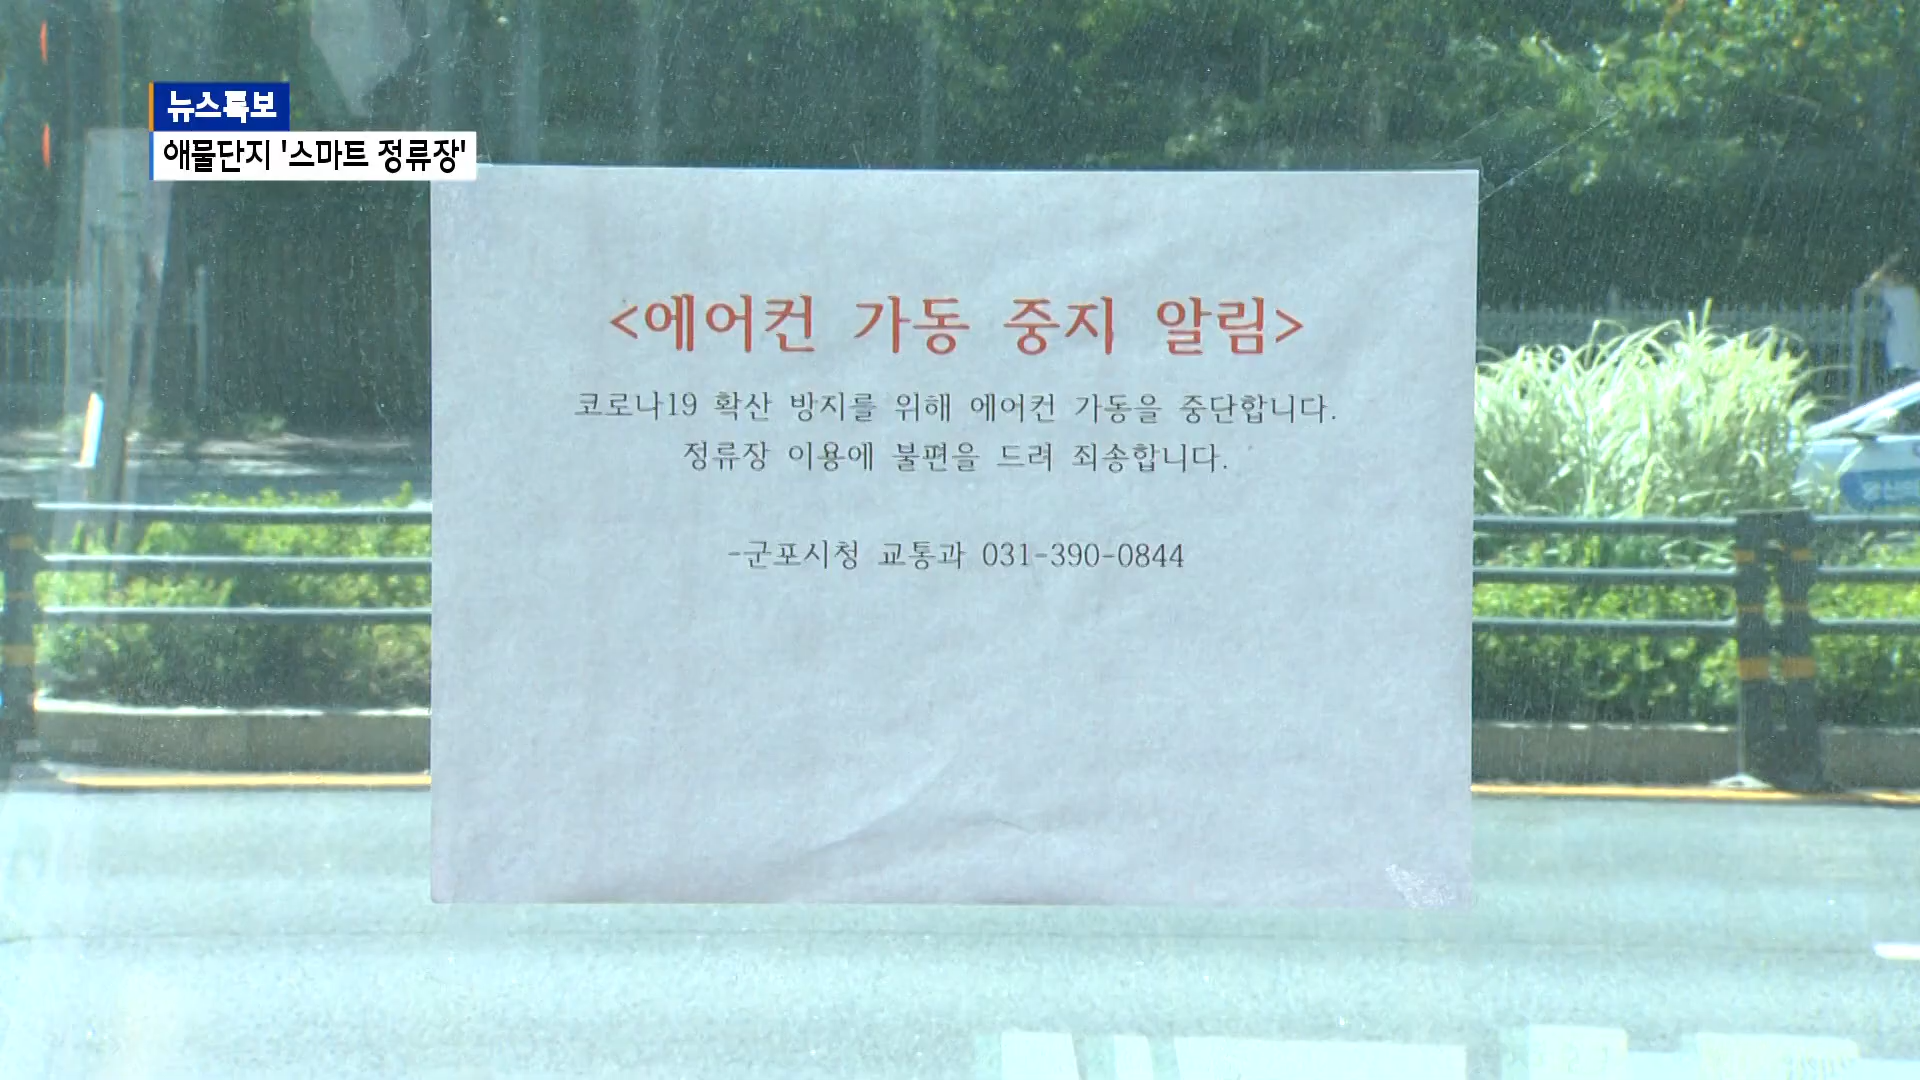 뉴스특보
애물단지 '스마트 정류장'
<에어컨 가동 중지 알림>
코로나19 확산 방지를 위해 에어컨 가동을 중단합니다.
정류장 이용에 불편을 드려 죄송합니다.
-군포시청 교통과 031-390-0844